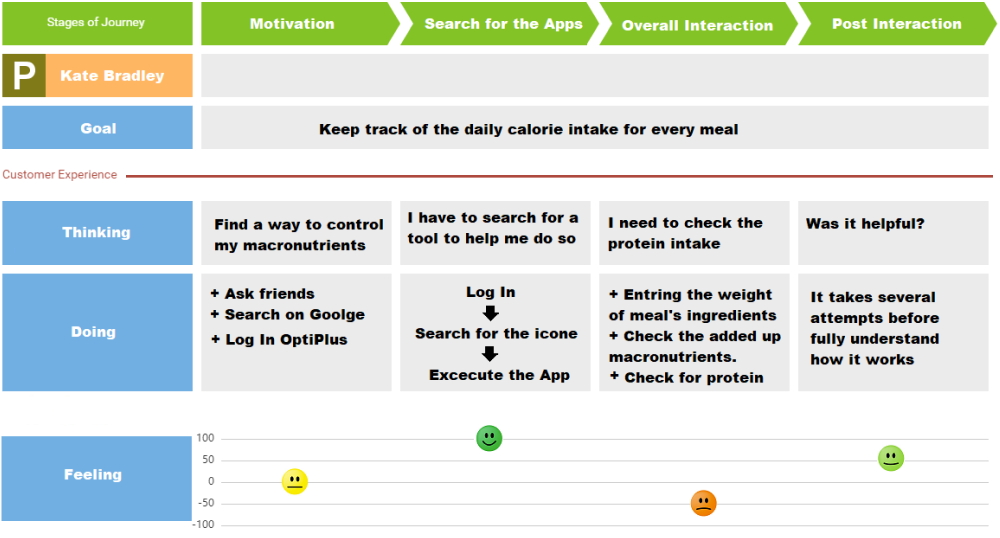 Stages of Journey
Motivation
Search for the Apps
Overall Interaction
Post Interaction
P
Kate Bradley
Goal
Keep track of the daily calorie intake for every meal
Customer Experience
Thinking
Find a way to control
my macronutrients
I have to search for a
tool to help me do so
I need to check the
protein intake
Was it helpful?
Doing
+ Ask friends
+ Search on Goolge
+ Log In OptiPlus
Log In
Search for the icone
Excecute the App
+ Entring the weight
of meal's ingredients
+ Check the added up
macronutrients.
+ Check for protein
It takes several
attempts before
fully understand
how it works
Feeling
100
50
0
-50
-100